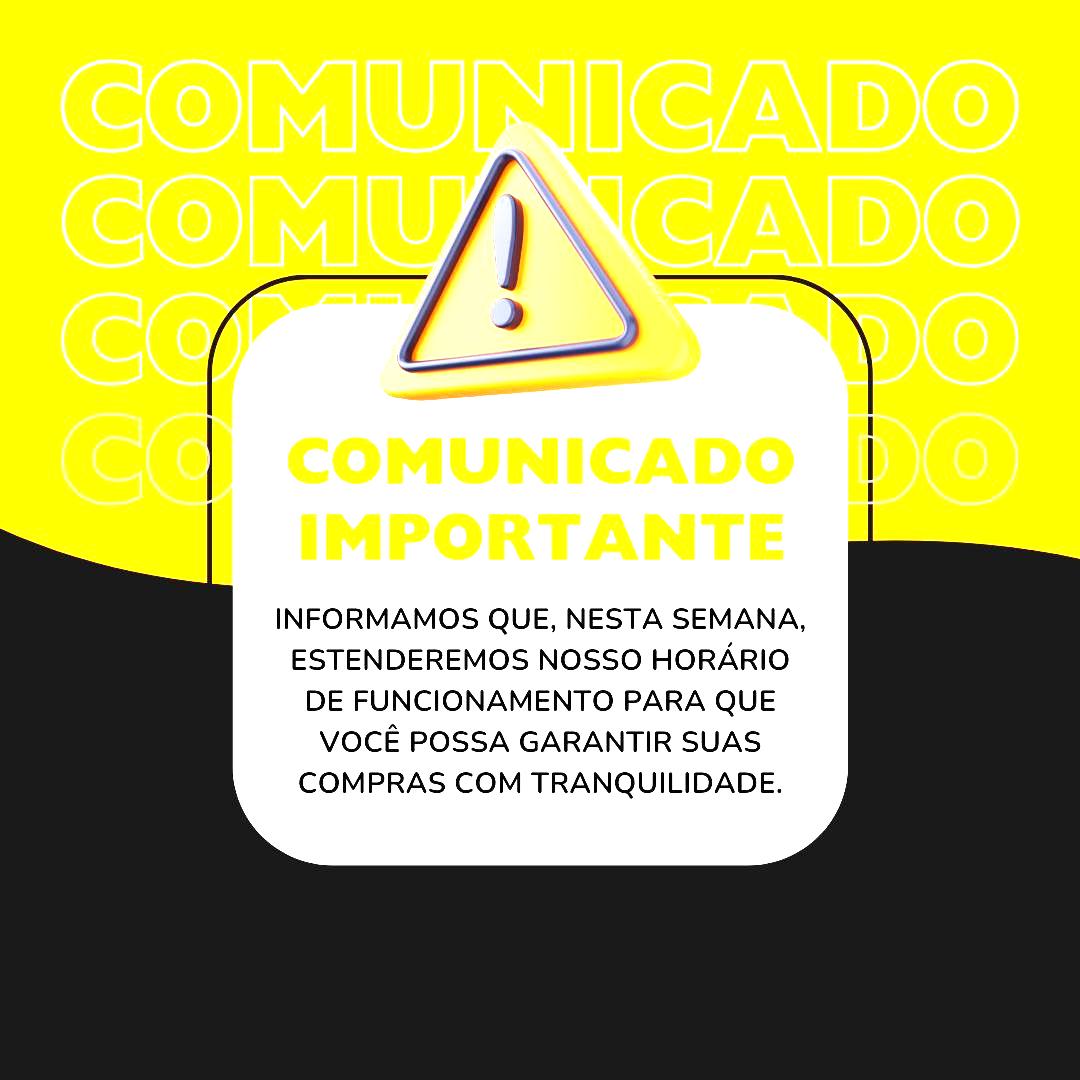 COMUNICADO
COMUNICADO
COMUNICADO
COMUNICADO
COMUNICADO
IMPORTANTE
INFORMAMOS QUE, NESTA SEMANA,
ESTENDEREMOS NOSSO HORÁRIO
DE FUNCIONAMENTO PARA QUE
VOCÊ POSSA GARANTIR SUAS
COMPRAS COM TRANQUILIDADE.